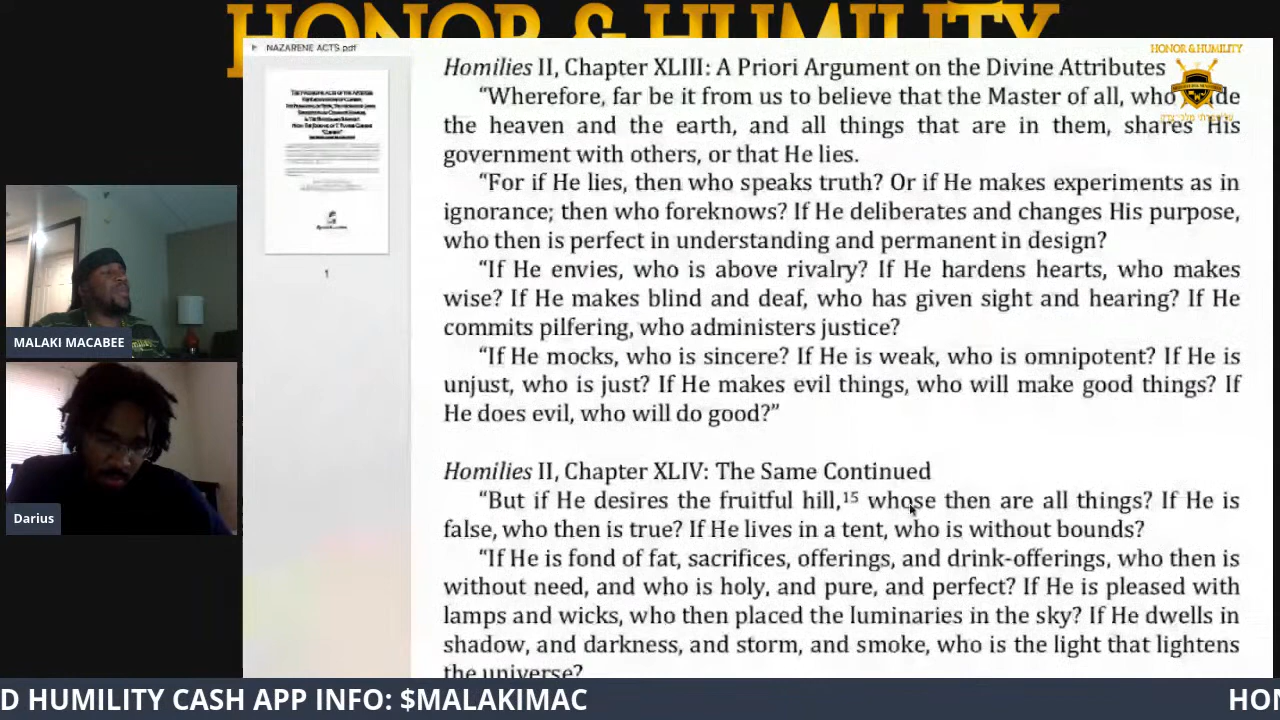 HONOR & HUMILITY
NAZARENE ACTS.pdf
HONOR & HUMILITY
Homilies II, Chapter XLIII: A Priori Argument on the Divine Attributes
“Wherefore, far be it from us to believe that the Master of all, who
the heaven and the earth, and all things that are in them, shares His
government with others, or that He lies.
“For if He lies, then who speaks truth? Or if He makes experiments as in
ignorance; then who foreknows? If He deliberates and changes His purpose,
who then is perfect in understanding and permanent in design?
“If He envies, who is above rivalry? If He hardens hearts, who makes
wise? If He makes blind and deaf, who has given sight and hearing? If He
commits pilfering, who administers justice?
“If He mocks, who is sincere? If He is weak, who is omnipotent? If He is
unjust, who is just? If He makes evil things, who will make good things? If
He does evil, who will do good?”
Homilies II, Chapter XLIV: The Same Continued
“But if He desires the fruitful hill,15 whose then are all things? If He is
false, who then is true? If He lives in a tent, who is without bounds?
“If He is fond of fat, sacrifices, offerings, and drink-offerings, who then is
without need, and who is holy, and pure, and perfect? If He is pleased with
lamps and wicks, who then placed the luminaries in the sky? If He dwells in
shadow, and darkness, and storm, and smoke, who is the light that lightens
the universe?
1
MALAKI MACABEE
Darius
D HUMILITY CASH APP INFO: $MALAKIMAC
HON